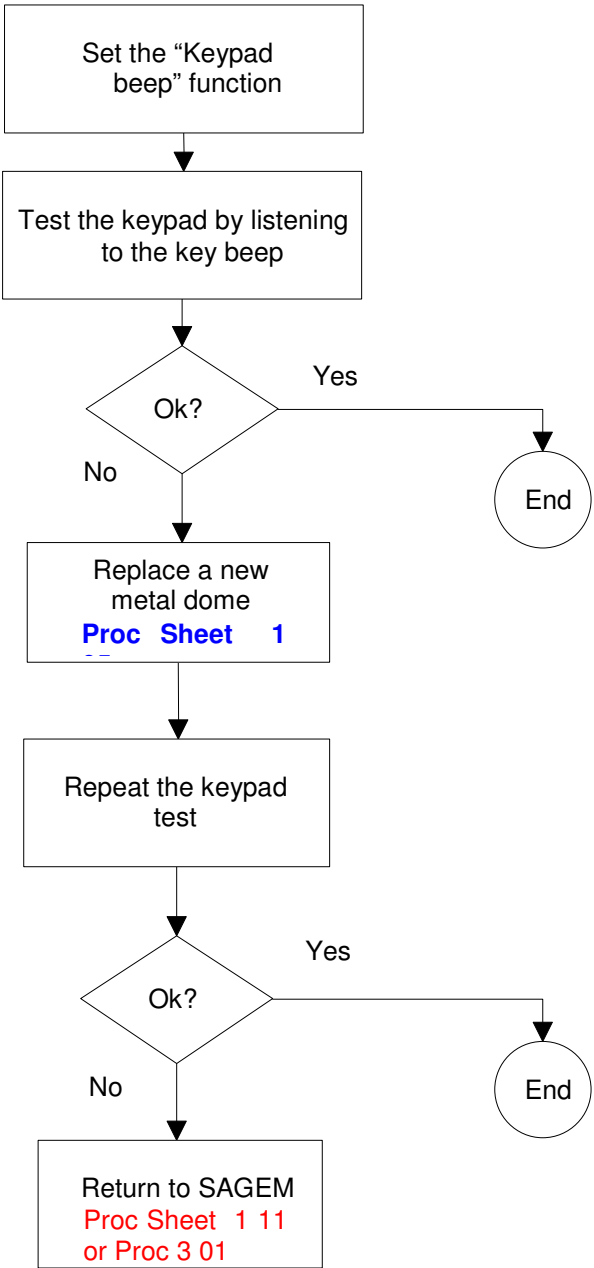 Set the “Keypad
beep” function
Test the keypad by listening
to the key beep
Ok?
Yes
No
End
Replace a new
metal dome
Proc Sheet 1
Repeat the keypad
test
Ok?
Yes
No
End
Return to SAGEM
Proc Sheet 1 11
or Proc 3 01